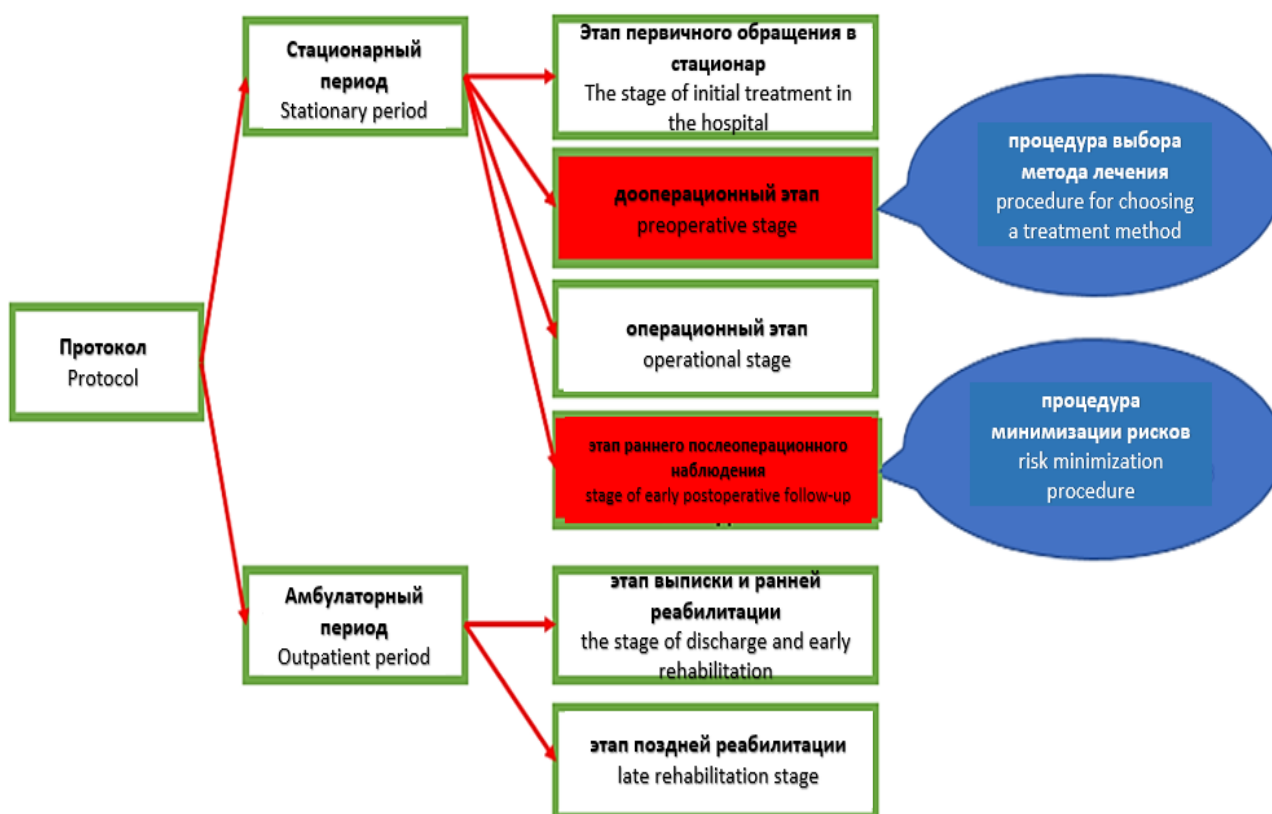 Протокол
Protocol
Стационарный
период
Stationary period
Этап первичного обращения в
стационар
The stage of initial treatment in
the hospital
дооперационный этап
preoperative stage
процедура выбора
метода лечения
procedure for choosing
a treatment method
операционный этап
operational stage
этап раннего послеоперационного
наблюдения
stage of early postoperative follow-up
процедура
минимизации рисков
risk minimization
procedure
Амбулаторный
период
Outpatient period
этап выписки и ранней
реабилитации
the stage of discharge and early
rehabilitation
этап поздней реабилитации
late rehabilitation stage